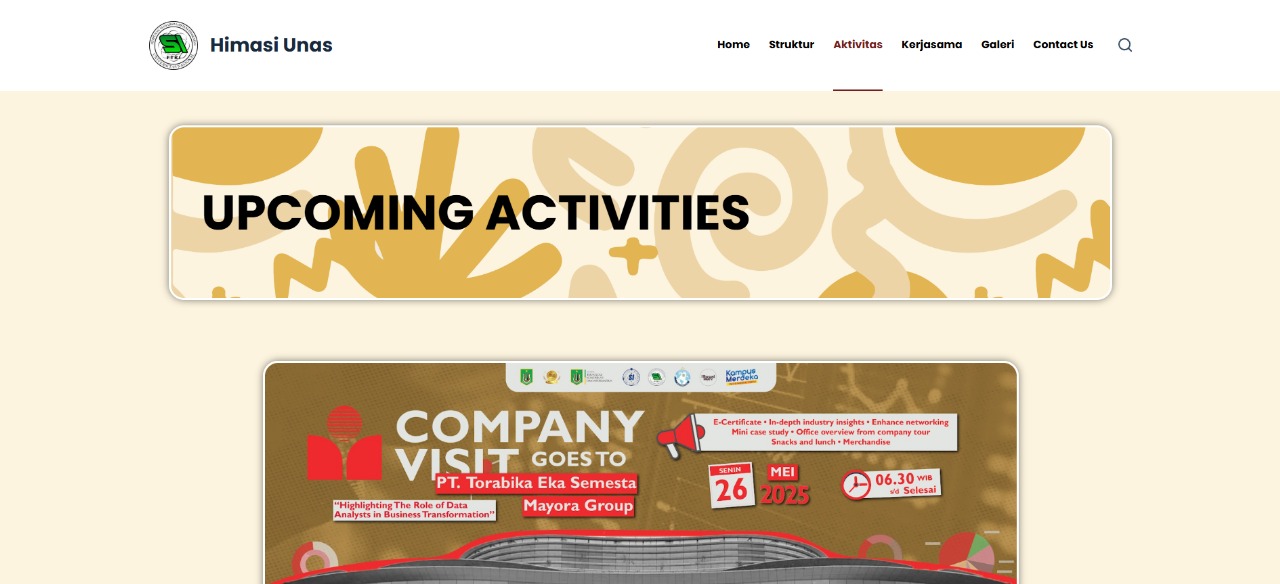 Himasi Unas
Home Struktur Aktivitas Kerjasama Galeri Contact Us
UPCOMING ACTIVITIES
Kampus
Merdeka
COMPANY
VISIT GOES TO
PT. Torabika Eka Semesta
Mayora Group
"Highlighting The Role of Data
Analysts in Business Transformation"
E-Certificate • In-depth industry insights • Enhance networking
Mini case study • Office overview from company tour
Snacks and lunch • Merchandise
SENIN
26
MEI
2025
06.30 WIB
s/d Selesai